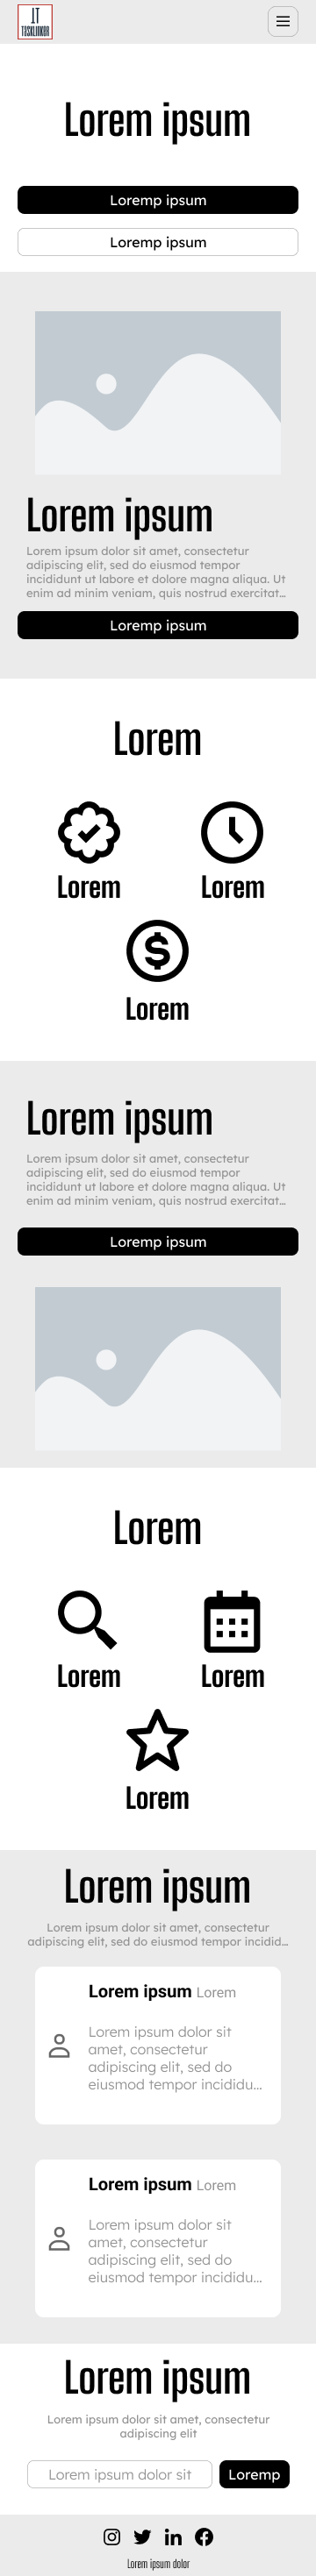 IT
TASKLINKER
Lorem ipsum
Loremp ipsum
Loremp ipsum
Lorem ipsum
Lorem ipsum dolor sit amet, consectetur
adipiscing elit, sed do eiusmod tempor
incididunt ut labore et dolore magna aliqua. Ut
enim ad minim veniam, quis nostrud exercitat...
Loremp ipsum
Lorem
Lorem
Lorem
Lorem
Lorem ipsum
Lorem ipsum dolor sit amet, consectetur
adipiscing elit, sed do eiusmod tempor
incididunt ut labore et dolore magna aliqua. Ut
enim ad minim veniam, quis nostrud exercitat...
Loremp ipsum
Lorem
Lorem
Lorem
Lorem
Lorem ipsum
Lorem ipsum dolor sit amet, consectetur
adipiscing elit, sed do eiusmod tempor incidid...
Lorem ipsum Lorem
Lorem ipsum dolor sit
amet, consectetur
adipiscing elit, sed do
eiusmod tempor incididu...
Lorem ipsum Lorem
Lorem ipsum dolor sit
amet, consectetur
adipiscing elit, sed do
eiusmod tempor incididu...
Lorem ipsum
Lorem ipsum dolor sit amet, consectetur
adipiscing elit
Lorem ipsum dolor sit
Loremp
Lorem ipsum dolor